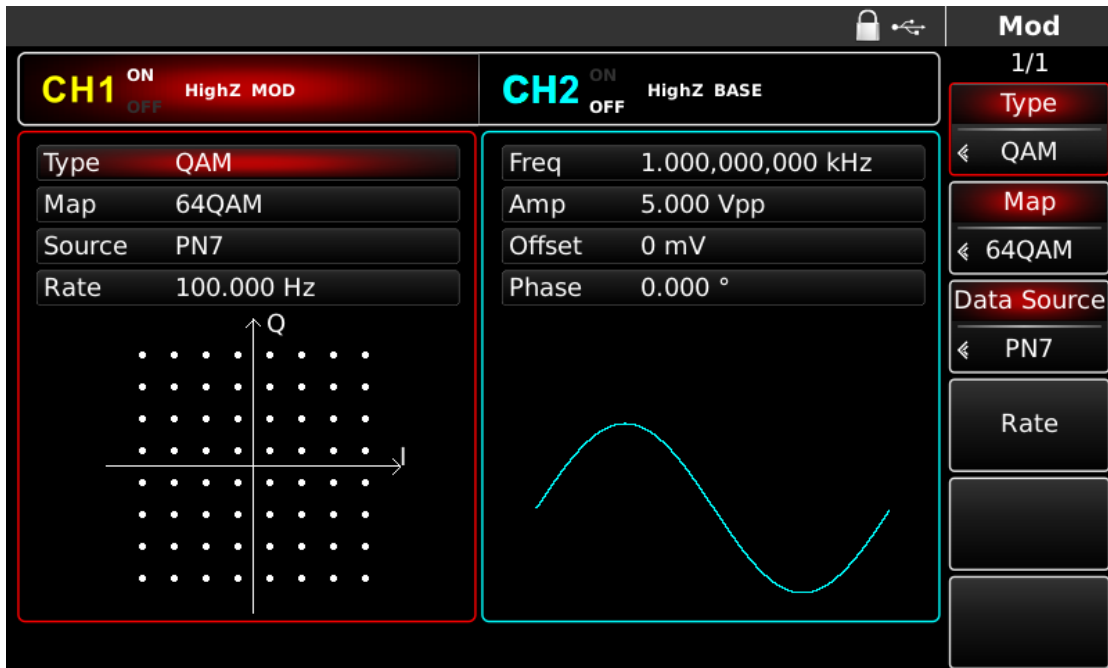 Mod
1/1
CH1 ON OFF HighZ MOD
CH2 ON OFF HighZ BASE
Type QAM
Map 64QAM
Source PN7
Rate 100.000 Hz
Q
I
Freq 1.000,000,000 kHz
Amp 5.000 Vpp
Offset 0 mV
Phase 0.000 °
Type
QAM
Map
64QAM
Data Source
PN7
Rate